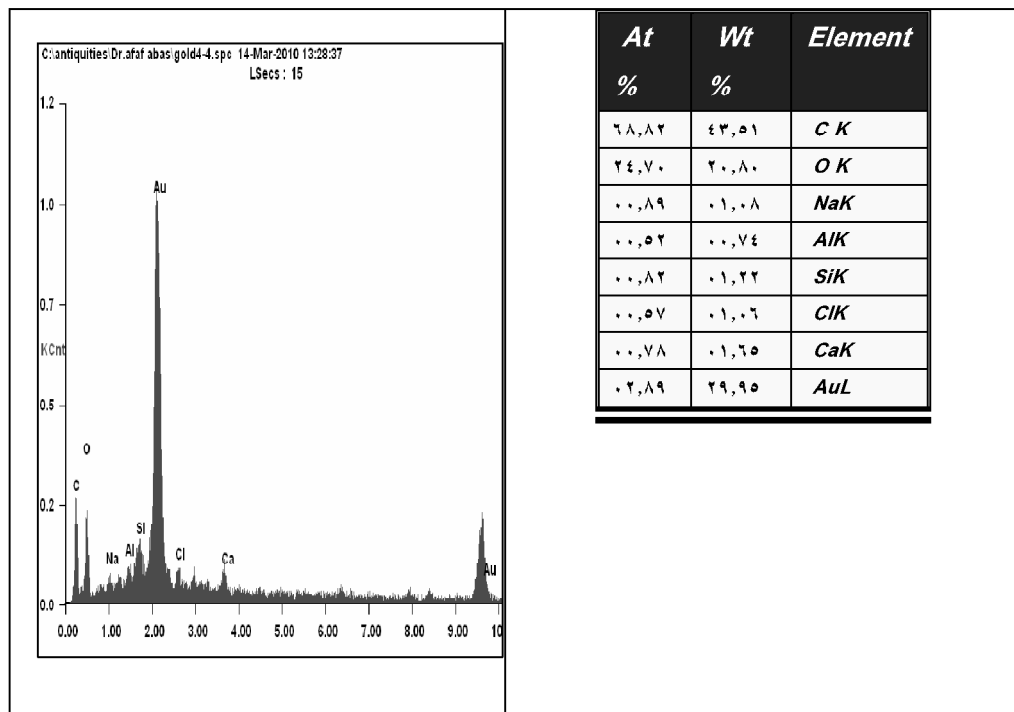 C:\antiquities\Dr.afaf abas\gold4-4.spc 14-Mar-2010 13:28:37
LSecs : 15
1.2
1.0
0.7
KCnt
0.5
0.2
0.0
Au
O
C
Na
Al
Si
Cl
Ca
Au
0.00 1.00 2.00 3.00 4.00 5.00 6.00 7.00 8.00 9.00 10
At % Wt % Element
٦٨,٨٢ ٤٣,٥١ C K
٢٤,٧٠ ٢٠,٨٠ O K
٠٠,٨٩ ٠١,٠٨ NaK
٠٠,٥٢ ٠٠,٧٤ AlK
٠٠,٨٢ ٠١,٢٢ SiK
٠٠,٥٧ ٠١,٠٦ ClK
٠٠,٧٨ ٠١,٦٥ CaK
٠٢,٨٩ ٢٩,٩٥ AuL